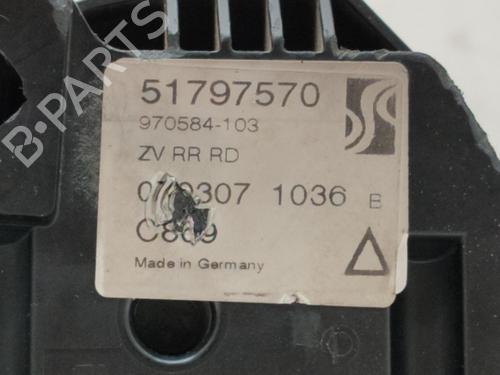 51797570
970584-103
ZV RR RD
1036 B
Made in Germany
B-PARTS